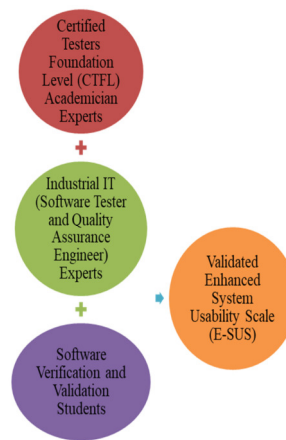 Certified
Testers
Foundation
Level (CTFL)
Academician
Experts
Industrial IT
(Software Tester
and Quality
Assurance
Engineer)
Experts
Software
Verification and
Validation
Students
Validated
Enhanced
System
Usability Scale
(E-SUS)